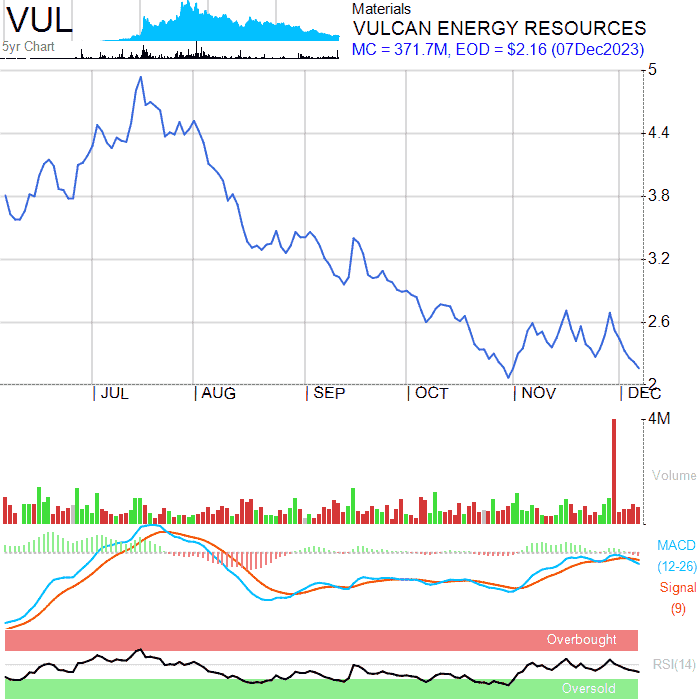 VUL
5yr Chart
Materials
VULCAN ENERGY RESOURCES
MC = 371.7M, EOD = $2.16 (07Dec2023)
5
4.4
3.8
3.2
2.6
2
JUL AUG SEP OCT NOV DEC
4M
Volume
MACD
(12-26)
Signal
(9)
Overbought
RSI(14)
Oversold